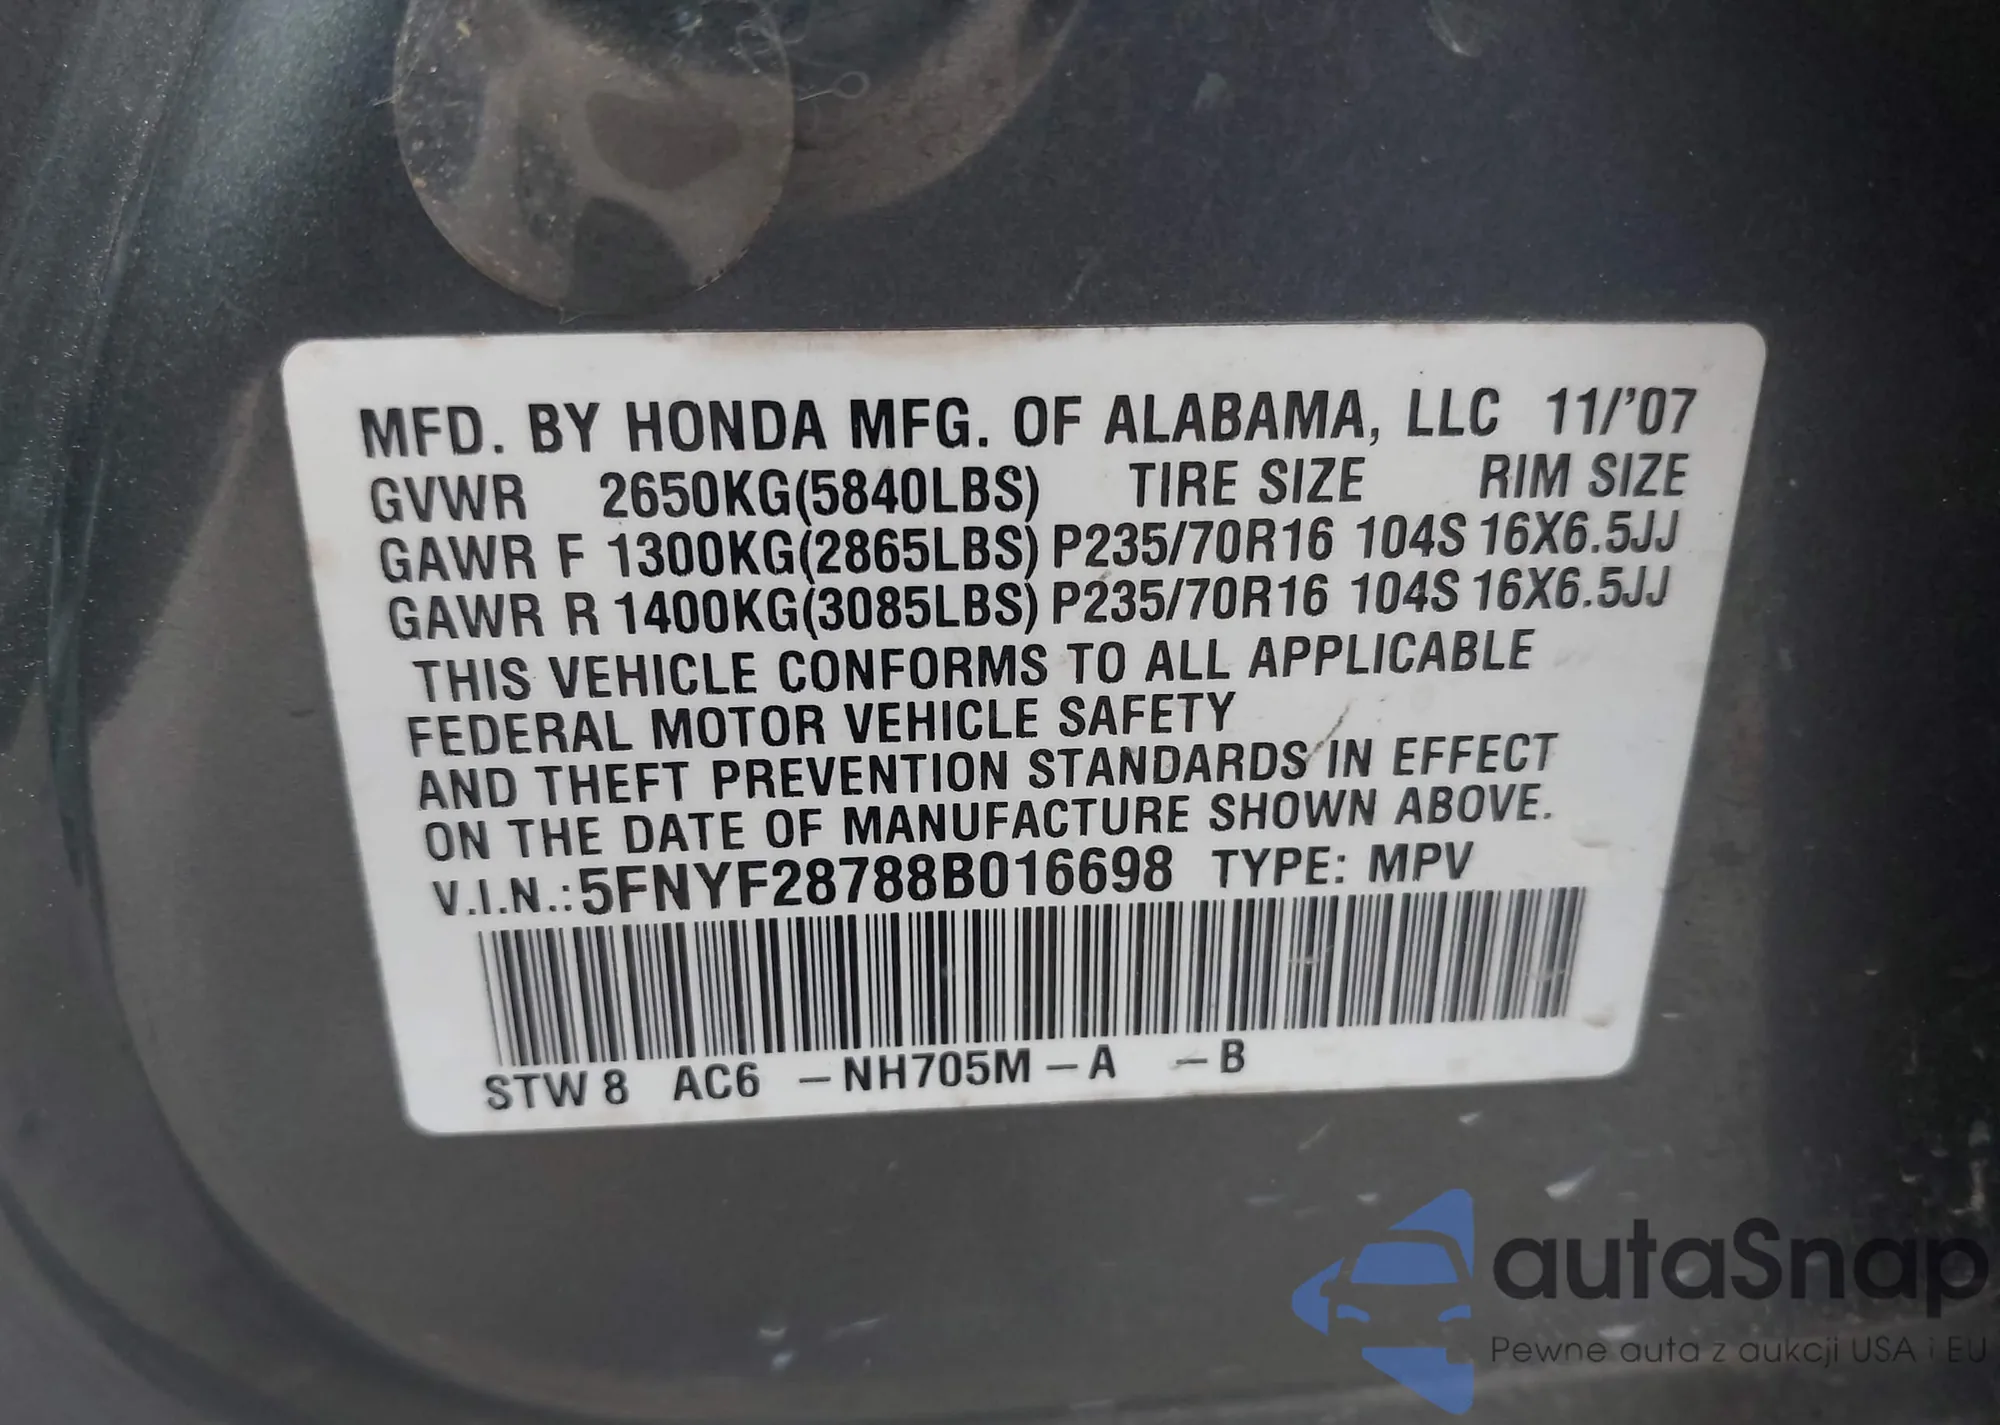 MFD. BY HONDA MFG. OF ALABAMA, LLC 11/'07
GVWR 2650KG(5840LBS) TIRE SIZE RIM SIZE
GAWR F 1300KG(2865LBS) P235/70R16 104S 16X6.5JJ
GAWR R 1400KG(3085LBS) P235/70R16 104S 16X6.5JJ
THIS VEHICLE CONFORMS TO ALL APPLICABLE
FEDERAL MOTOR VEHICLE SAFETY
AND THEFT PREVENTION STANDARDS IN EFFECT
ON THE DATE OF MANUFACTURE SHOWN ABOVE.
V.I.N.:5FNYF28788B016698 TYPE: MPV
STW 8 AC6 –NH705M –A –B
autaSnap
Pewne auta z aukcji USA i EU